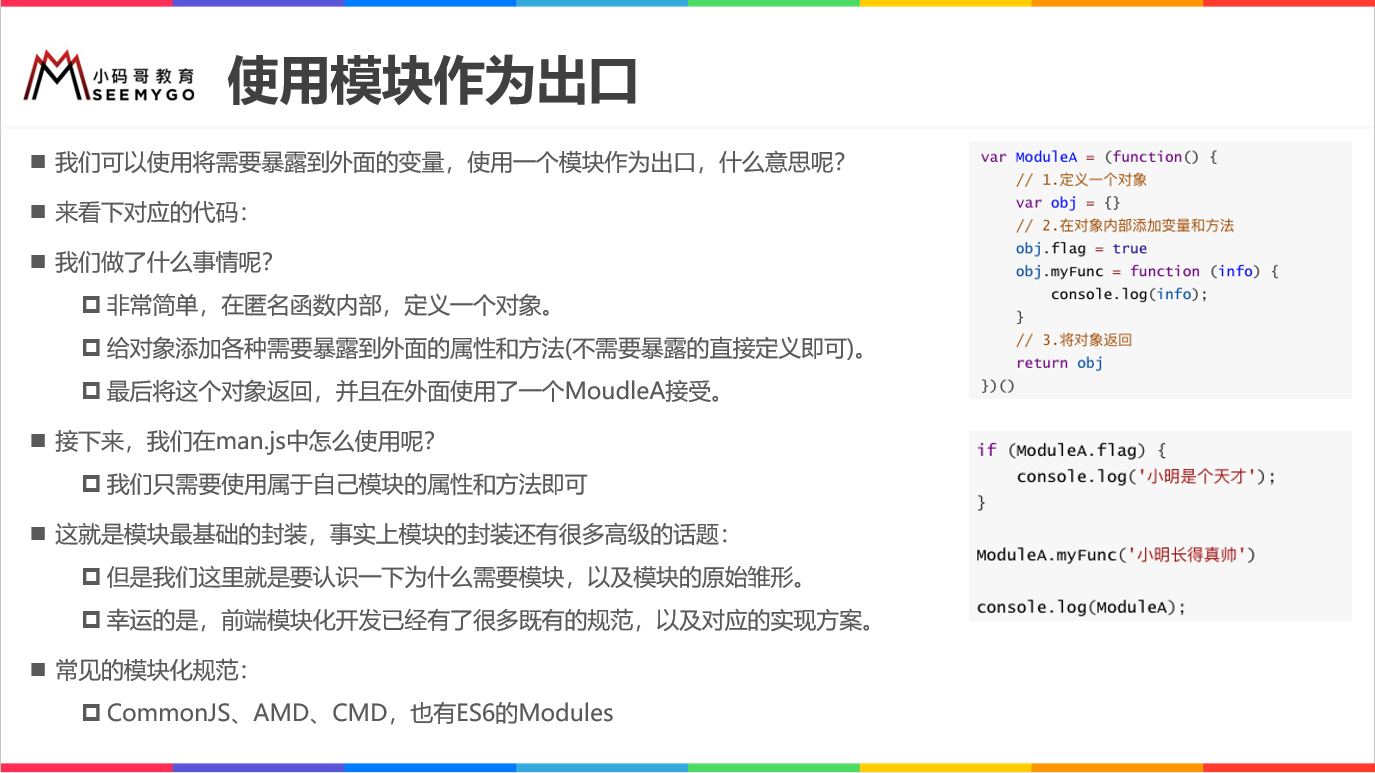 小码哥教育
SEEMYGO
使用模块作为出口
■ 我们可以使用将需要暴露到外面的变量，使用一个模块作为出口，什么意思呢？
■ 来看下对应的代码：
■ 我们做了什么事情呢？
非常简单，在匿名函数内部，定义一个对象。
给对象添加各种需要暴露到外面的属性和方法(不需要暴露的直接定义即可)。
最后将这个对象返回，并且在外面使用了一个MoudleA接受。
■ 接下来，我们在man.js中怎么使用呢？
我们只需要使用属于自己模块的属性和方法即可
■ 这就是模块最基础的封装，事实上模块的封装还有很多高级的话题：
但是我们这里就是要认识一下为什么需要模块，以及模块的原始雏形。
幸运的是，前端模块化开发已经有了很多既有的规范，以及对应的实现方案。
■ 常见的模块化规范：
CommonJS、AMD、CMD，也有ES6的Modules
var ModuleA = (function() {
// 1.定义一个对象
var obj = {}
// 2.在对象内部添加变量和方法
obj.flag = true
obj.myFunc = function (info) {
console.log(info);
}
// 3.将对象返回
return obj
})()
if (ModuleA.flag) {
console.log('小明是个天才');
}
ModuleA.myFunc('小明长得真帅')
console.log(ModuleA);